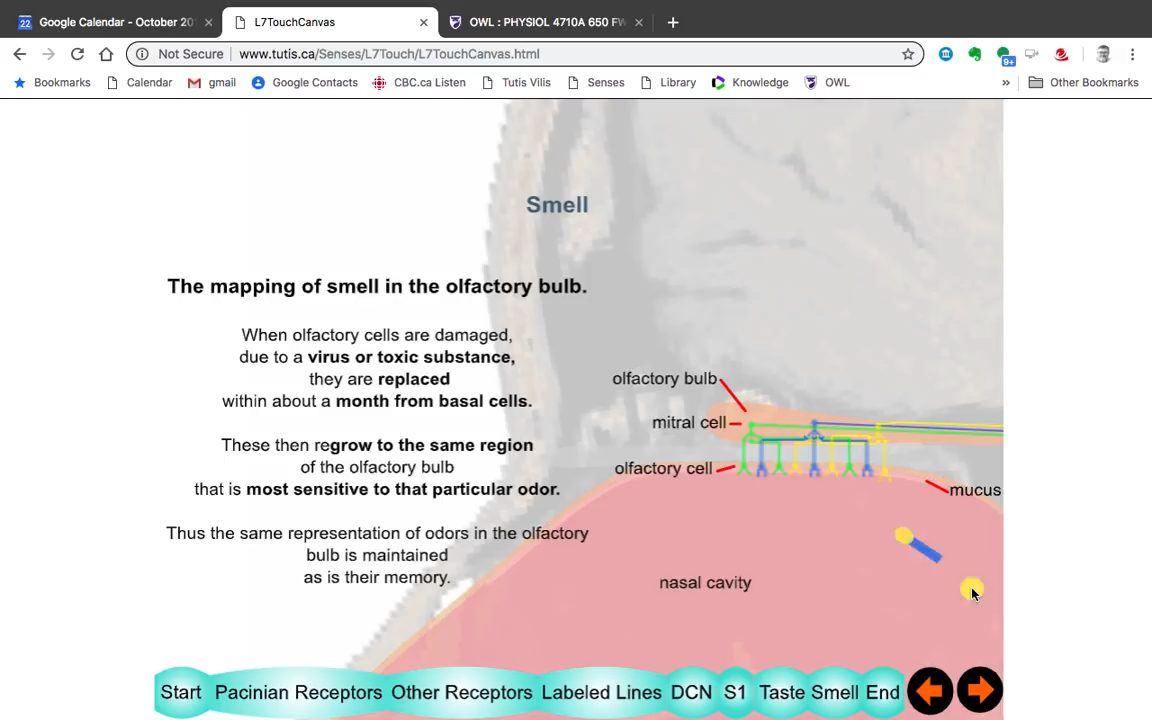 22 Google Calendar - October 20
L7TouchCanvas
OWL : PHYSIOL 4710A 650 FW
Not Secure
www.tutis.ca/Senses/L7Touch/L7TouchCanvas.html
9+
Bookmarks
Calendar
gmail
Google Contacts
CBC.ca Listen
Tutis Vilis
Senses
Library
Knowledge
OWL
»
Other Bookmarks
Smell
The mapping of smell in the olfactory bulb.
When olfactory cells are damaged,
due to a virus or toxic substance,
they are replaced
within about a month from basal cells.
These then regrow to the same region
of the olfactory bulb
that is most sensitive to that particular odor.
Thus the same representation of odors in the olfactory
bulb is maintained
as is their memory.
olfactory bulb
mitral cell
olfactory cell
mucus
nasal cavity
Start
Pacinian Receptors
Other Receptors
Labeled Lines
DCN
S1
Taste
Smell
End